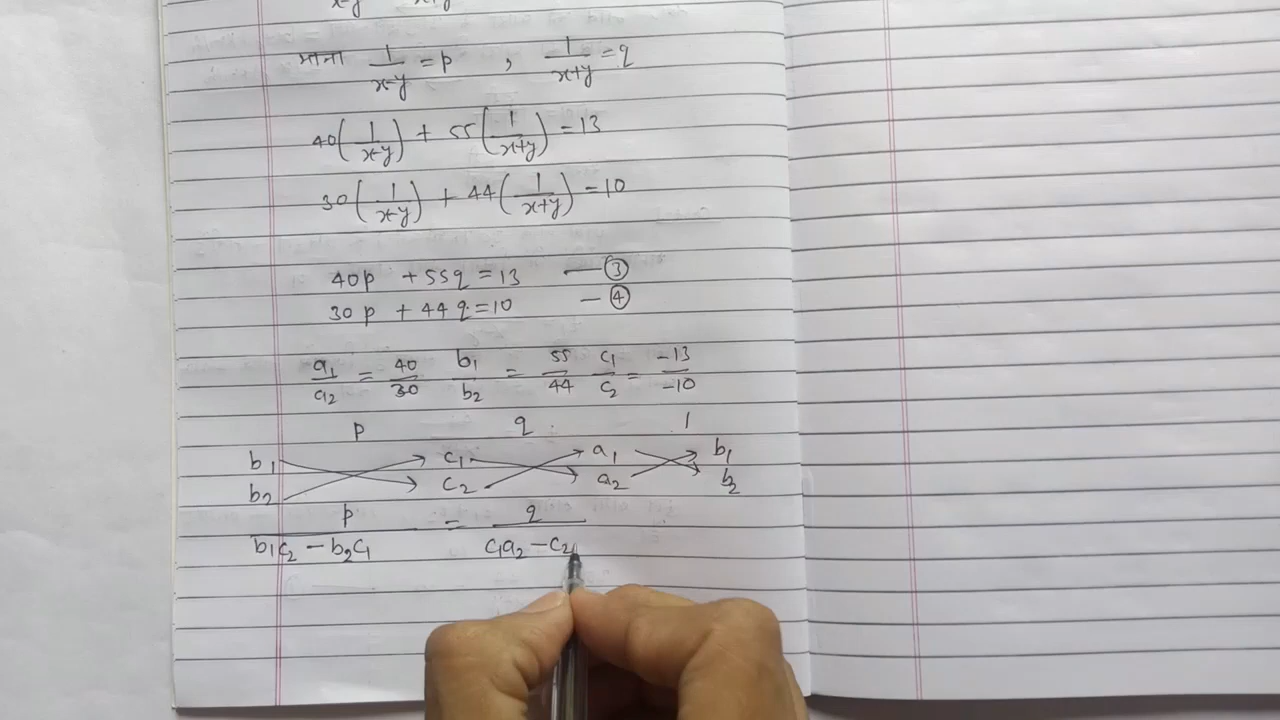 x-y x+y
माना 1/(x-y) = p , 1/(x+y) = q
40(1/(x-y)) + 55(1/(x+y)) = 13
30(1/(x-y)) + 44(1/(x+y)) = 10
40p + 55q = 13 — ③
30p + 44q = 10 — ④
a₁/a₂ = 40/30 b₁/b₂ = 55/44 c₁/c₂ = -13/-10
p q 1
b₁ c₁ a₁ b₁
b₂ c₂ a₂ b₂
p/(b₁c₂ - b₂c₁) = q/(c₁a₂ - c₂